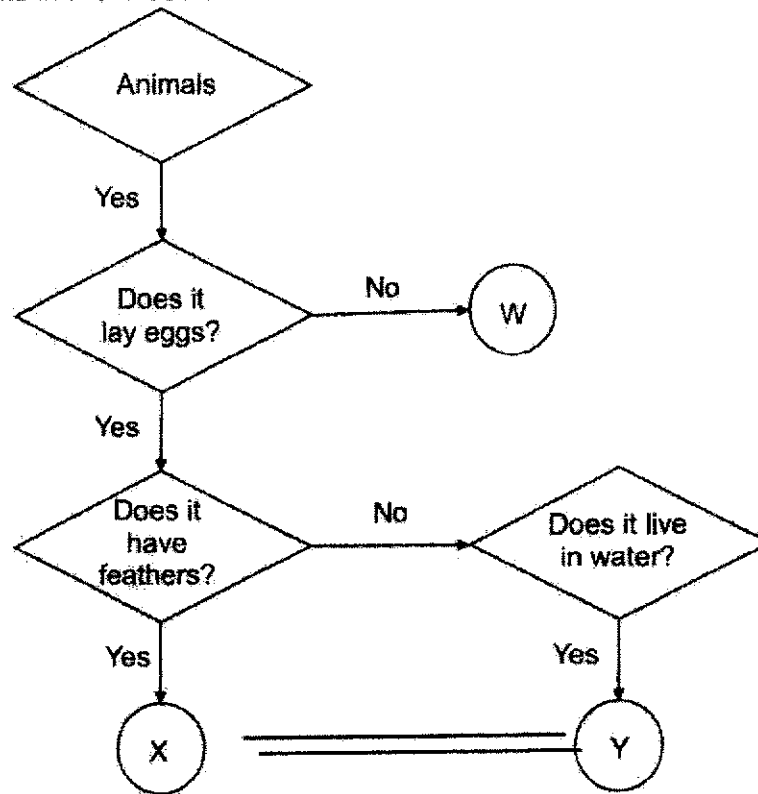 Animals
Yes
Does it
lay eggs?
No
W
Yes
Does it
have
feathers?
No
Does it live
in water?
Yes
X
Yes
Y